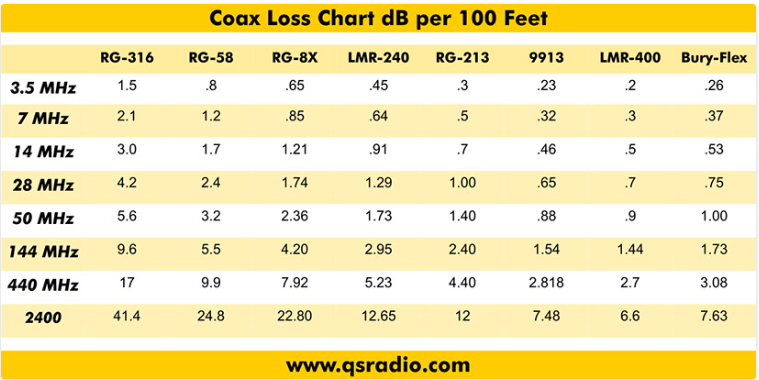 Coax Loss Chart dB per 100 Feet
RG-316 RG-58 RG-8X LMR-240 RG-213 9913 LMR-400 Bury-Flex
3.5 MHz 1.5 .8 .65 .45 .3 .23 .2 .26
7 MHz 2.1 1.2 .85 .64 .5 .32 .3 .37
14 MHz 3.0 1.7 1.21 .91 .7 .46 .5 .53
28 MHz 4.2 2.4 1.74 1.29 1.00 .65 .7 .75
50 MHz 5.6 3.2 2.36 1.73 1.40 .88 .9 1.00
144 MHz 9.6 5.5 4.20 2.95 2.40 1.54 1.44 1.73
440 MHz 17 9.9 7.92 5.23 4.40 2.818 2.7 3.08
2400 41.4 24.8 22.80 12.65 12 7.48 6.6 7.63
www.qsradio.com